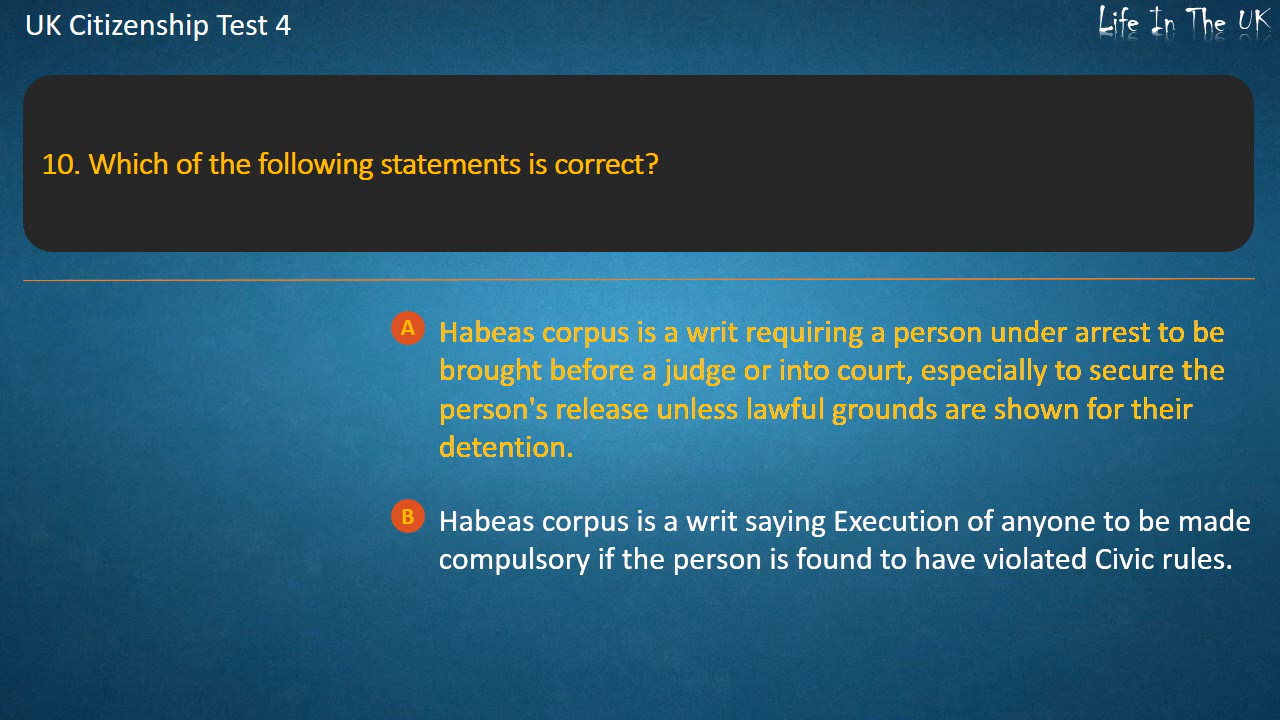 UK Citizenship Test 4
Life In The UK
10. Which of the following statements is correct?
A Habeas corpus is a writ requiring a person under arrest to be
brought before a judge or into court, especially to secure the
person's release unless lawful grounds are shown for their
detention.
B Habeas corpus is a writ saying Execution of anyone to be made
compulsory if the person is found to have violated Civic rules.